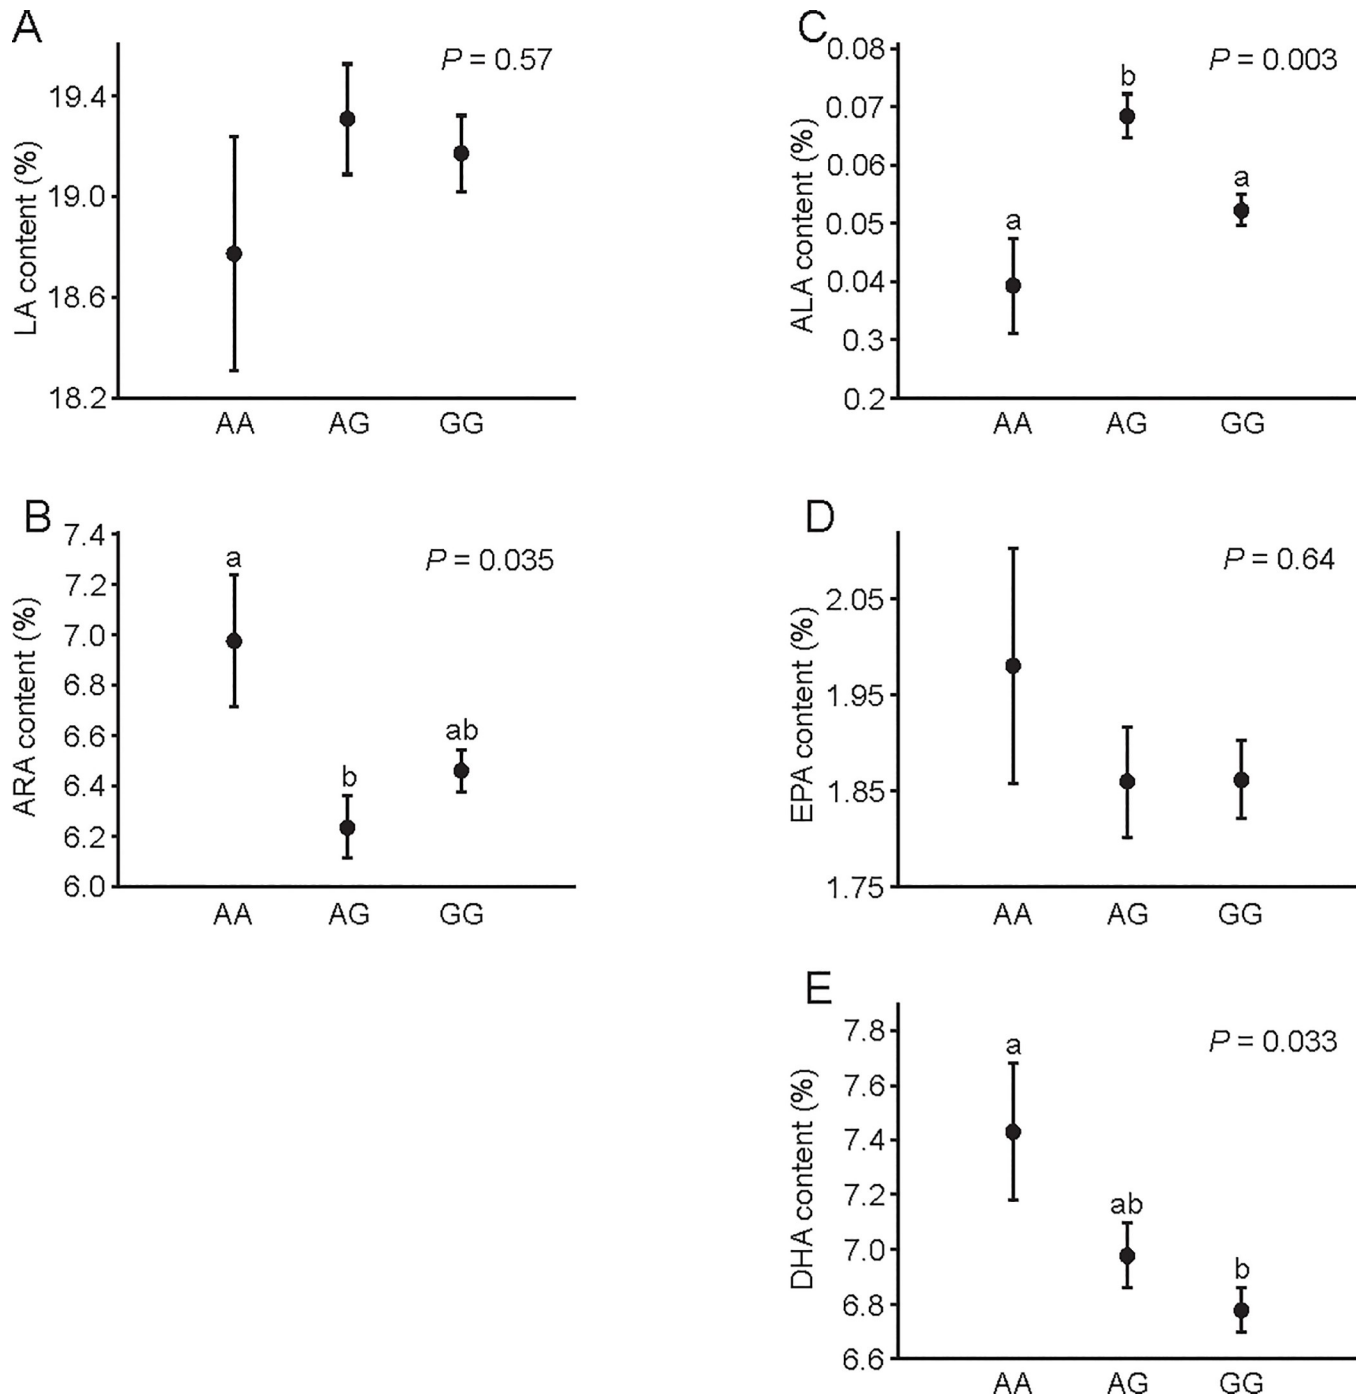 A
P = 0.57
LA content (%)
19.4
19.0
18.6
18.2
AA AG GG
C
P = 0.003
ALA content (%)
0.08
0.07
0.06
0.05
0.04
0.3
0.2
a
b
a
AA AG GG
B
P = 0.035
ARA content (%)
7.4
7.2
7.0
6.8
6.6
6.4
6.2
6.0
a
b
ab
AA AG GG
D
P = 0.64
EPA content (%)
2.05
1.95
1.85
1.75
AA AG GG
E
P = 0.033
DHA content (%)
7.8
7.6
7.4
7.2
7.0
6.8
6.6
a
ab
b
AA AG GG